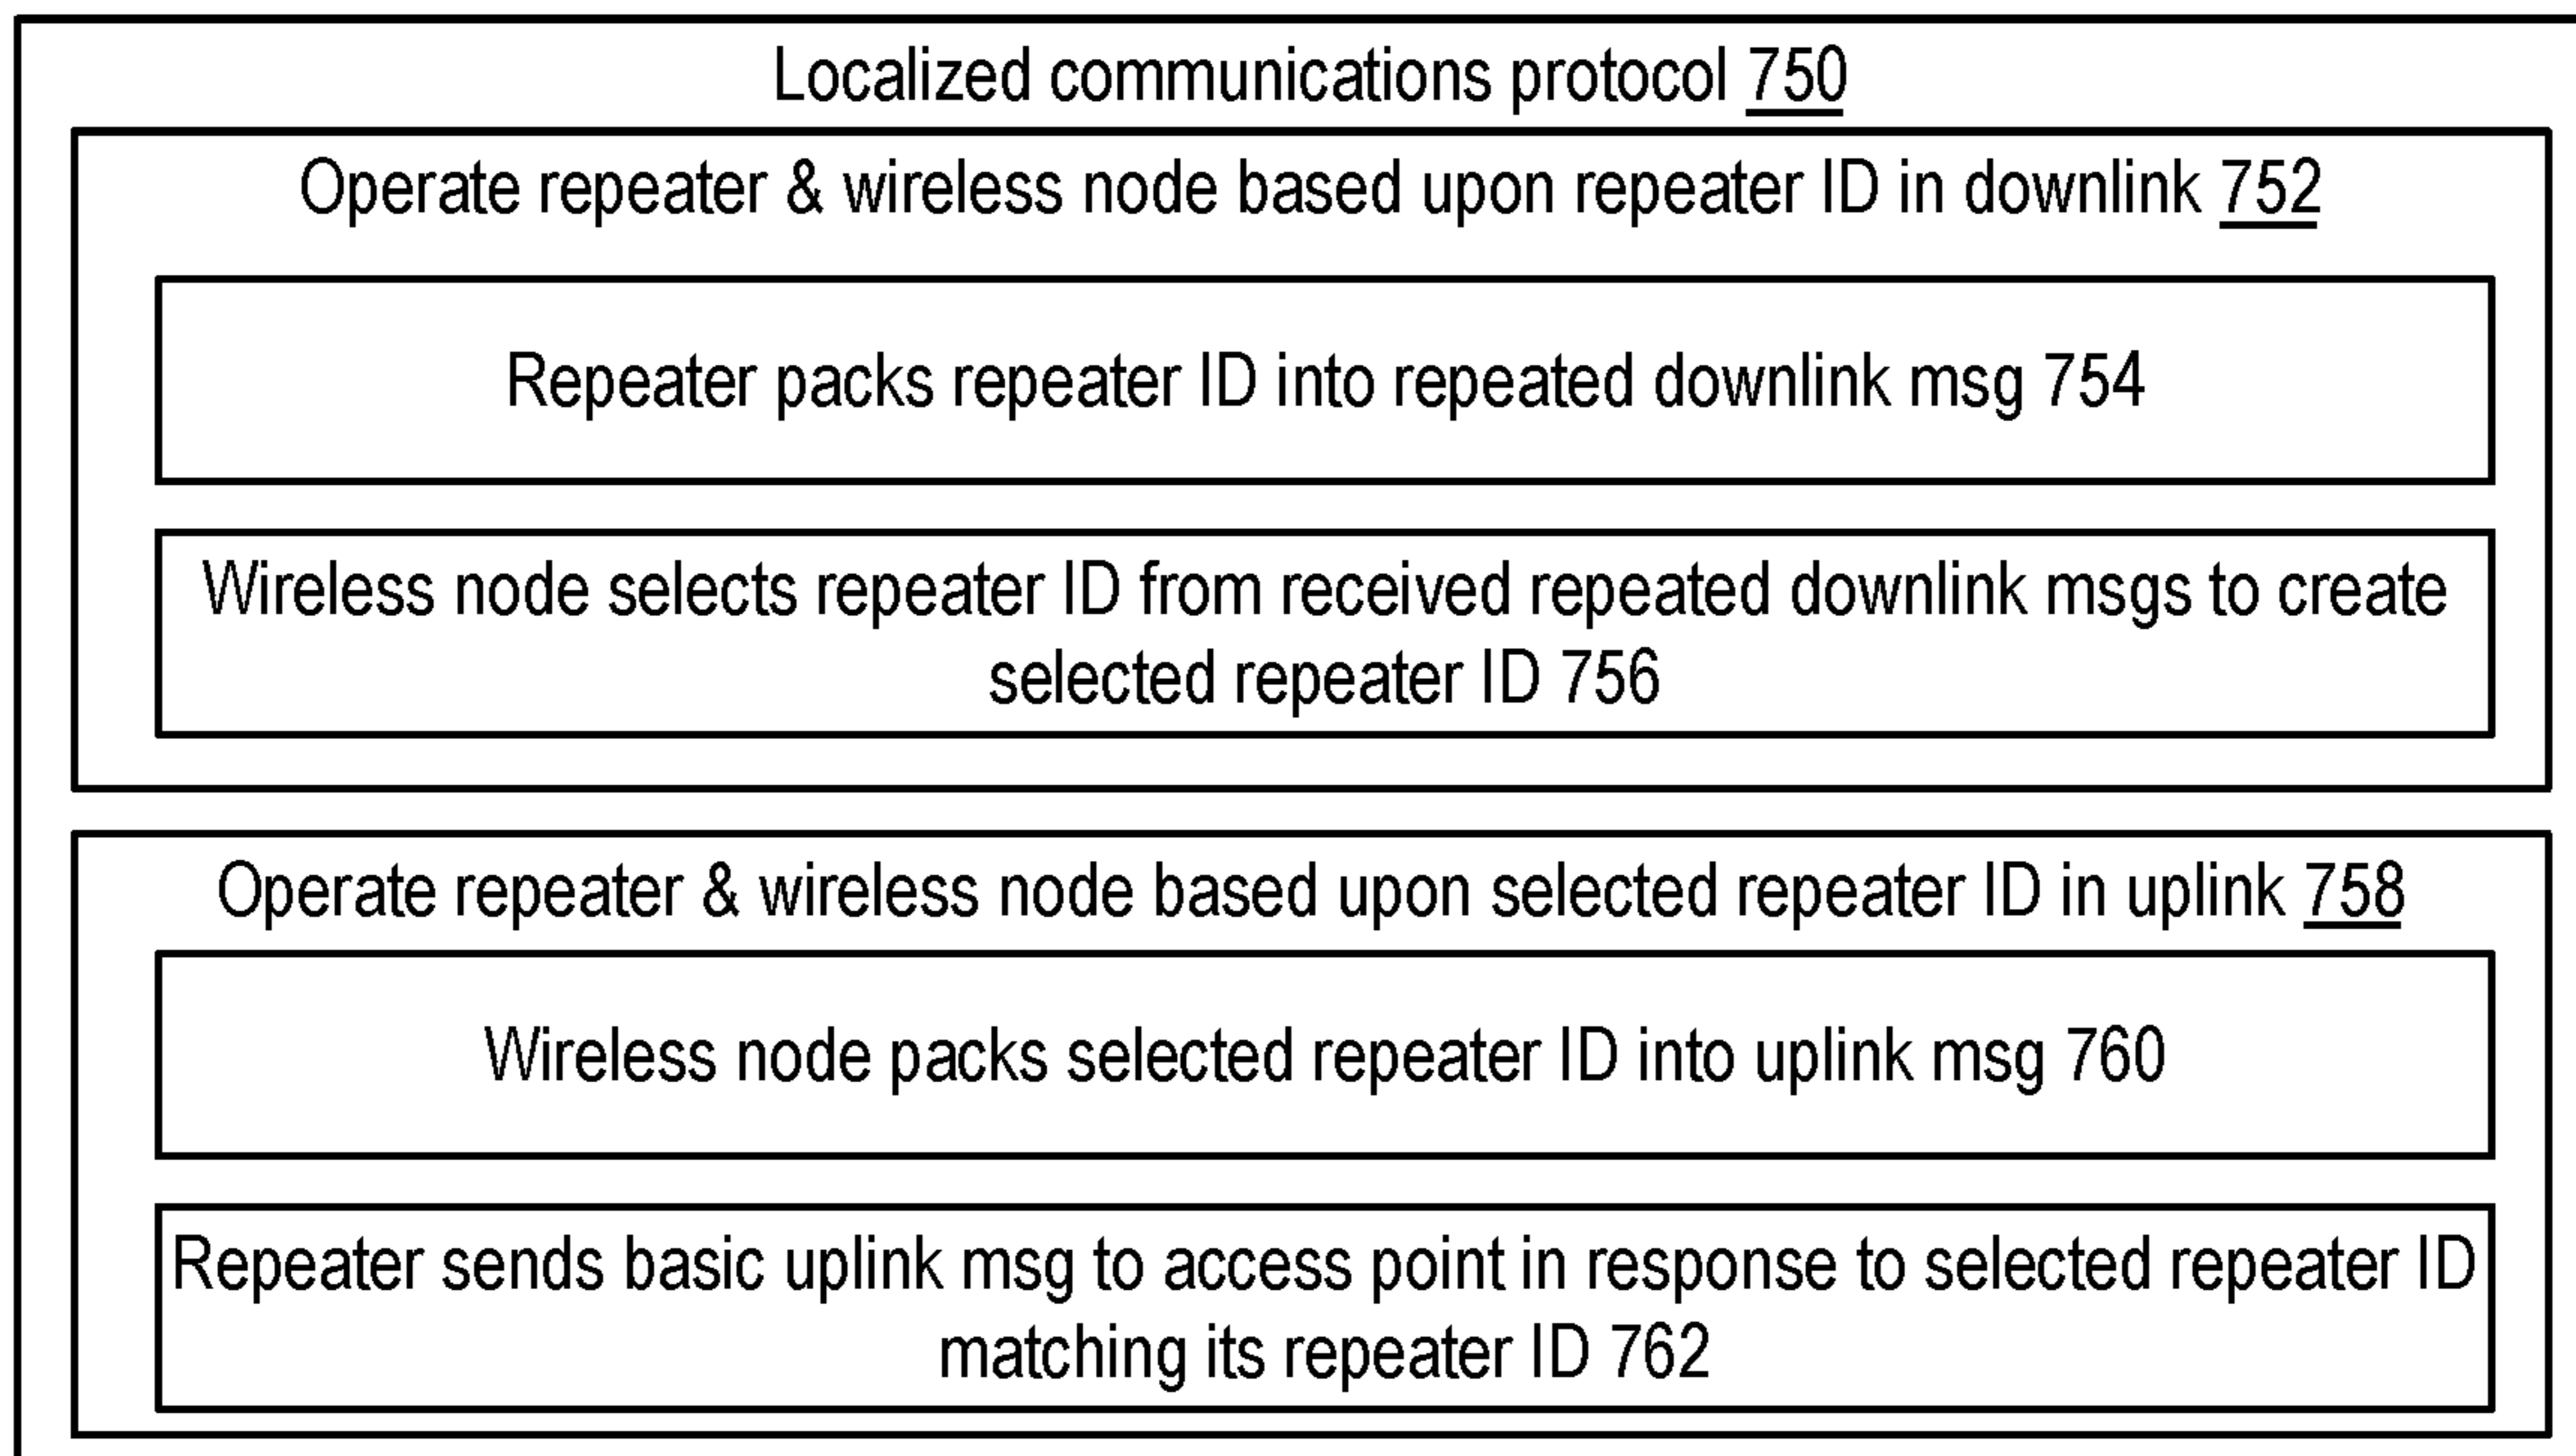 Localized communications protocol 750
Operate repeater & wireless node based upon repeater ID in downlink 752
Repeater packs repeater ID into repeated downlink msg 754
Wireless node selects repeater ID from received repeated downlink msgs to create
selected repeater ID 756
Operate repeater & wireless node based upon selected repeater ID in uplink 758
Wireless node packs selected repeater ID into uplink msg 760
Repeater sends basic uplink msg to access point in response to selected repeater ID
matching its repeater ID 762